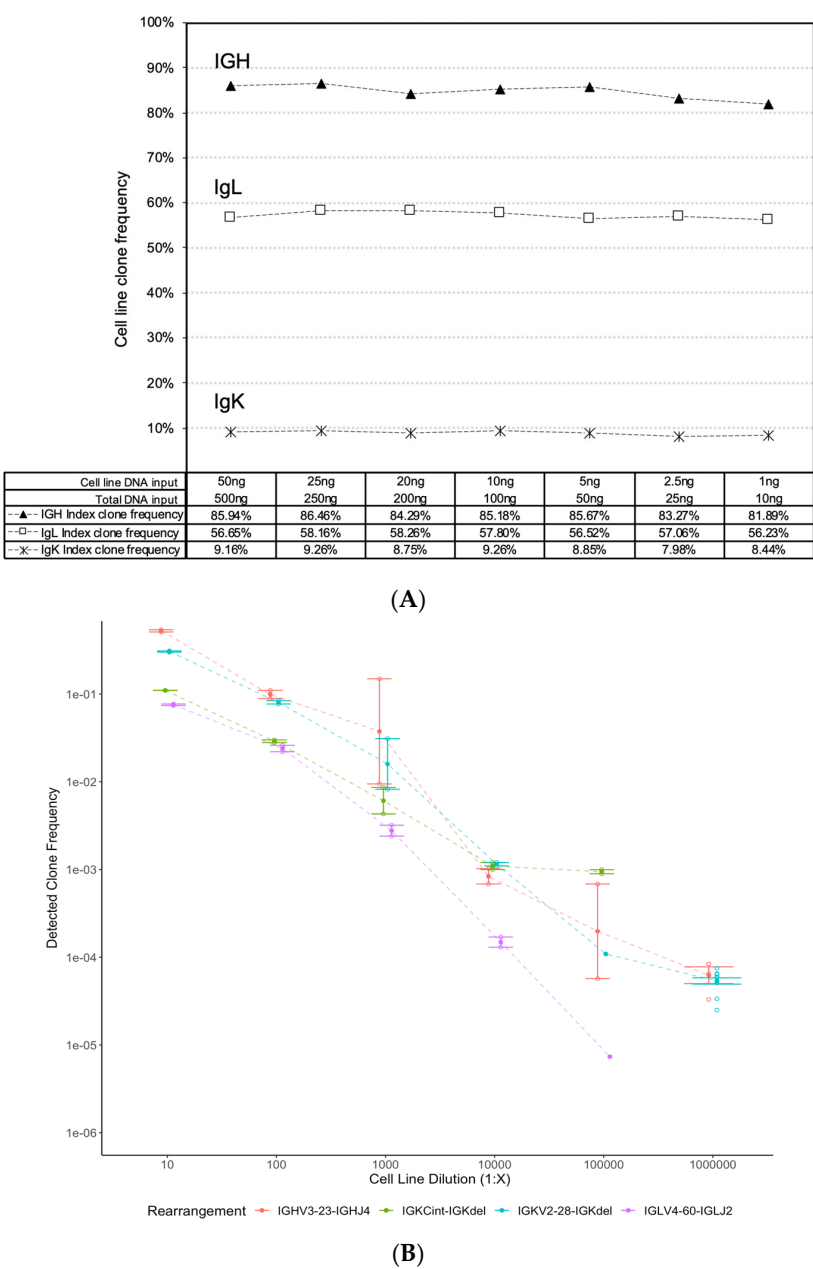 100%
90%
80%
70%
60%
50%
40%
30%
20%
10%
Cell line clone frequency
IGH
IgL
IgK
Cell line DNA input 50ng 25ng 20ng 10ng 5ng 2.5ng 1ng
Total DNA input 500ng 250ng 200ng 100ng 50ng 25ng 10ng
IGH Index clone frequency 85.94% 86.46% 84.29% 85.18% 85.67% 83.27% 81.89%
IgL Index clone frequency 56.65% 58.16% 58.26% 57.80% 56.52% 57.06% 56.23%
IgK Index clone frequency 9.16% 9.26% 8.75% 9.26% 8.85% 7.98% 8.44%
(A)
Detected Clone Frequency
1e-01
1e-02
1e-03
1e-04
1e-05
1e-06
10 100 1000 10000 100000 1000000
Cell Line Dilution (1:X)
Rearrangement IGHV3-23-IGHJ4 IGKCint-IGKdel IGKV2-28-IGKdel IGLV4-60-IGLJ2
(B)